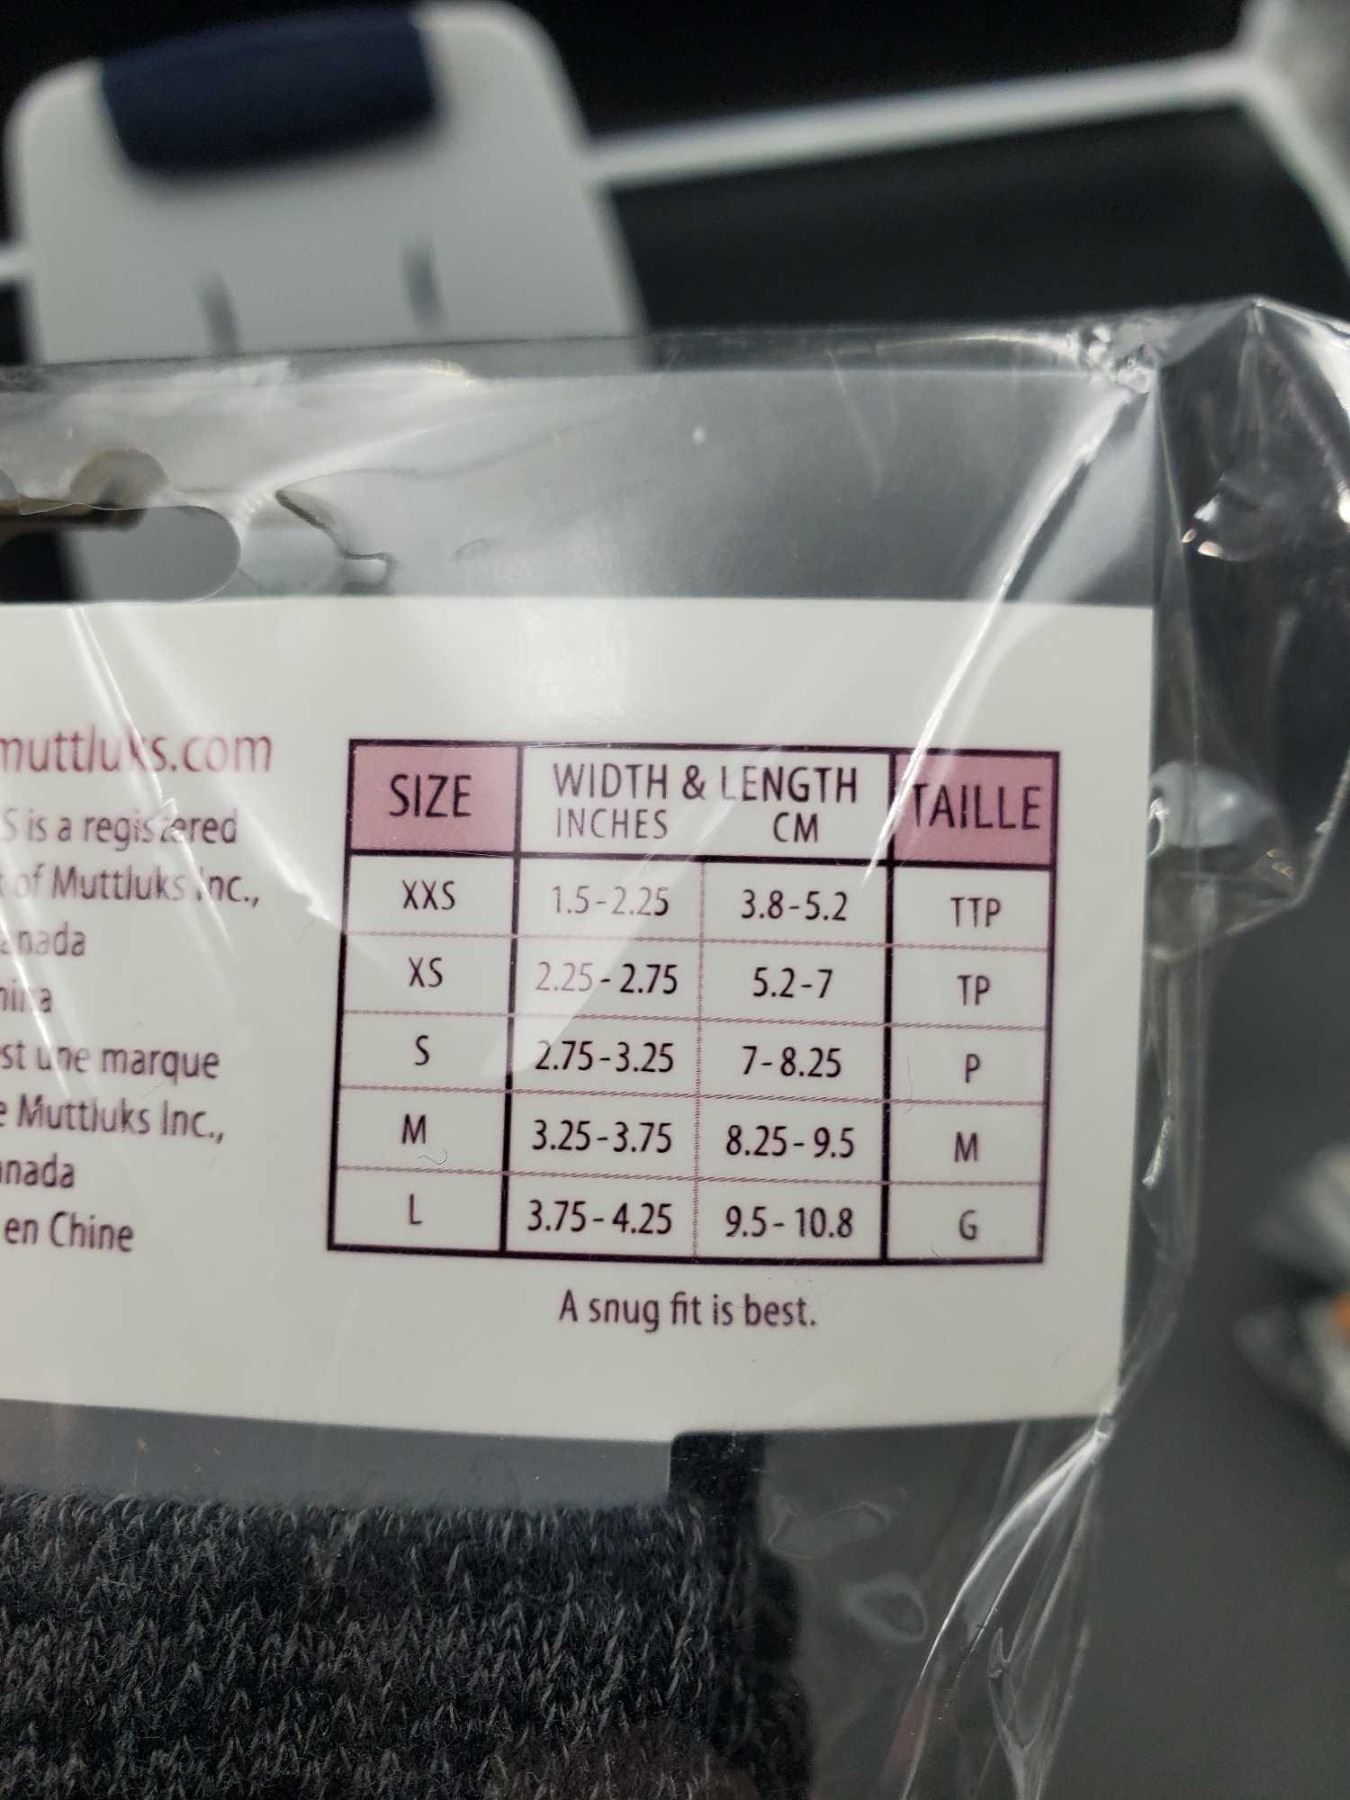 muttluks.com
S is a registered
of Muttluks Inc.,
st une marque
Muttluks Inc.,
en Chine
SIZE WIDTH & LENGTH TAILLE
INCHES CM
XXS 1.5-2.25 3.8-5.2 TTP
XS 2.25-2.75 5.2-7 TP
S 2.75-3.25 7-8.25 P
M 3.25-3.75 8.25-9.5 M
L 3.75-4.25 9.5-10.8 G
A snug fit is best.